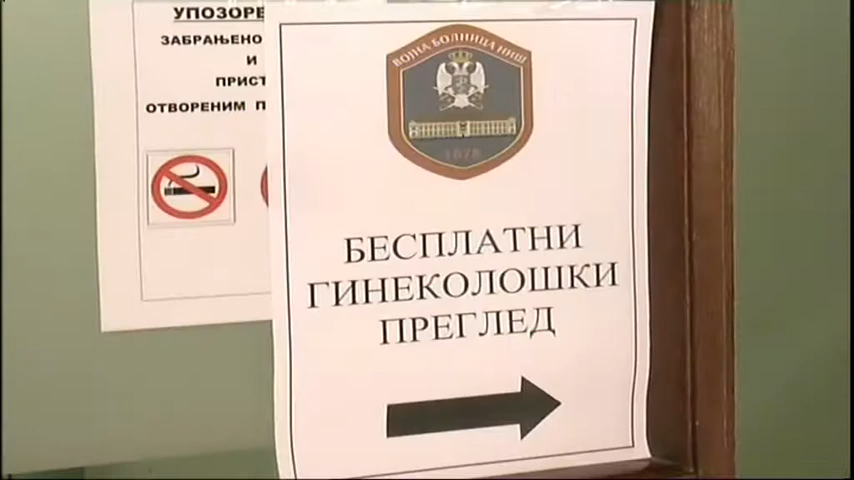 УПОЗОРЕ
ЗАБРАЊЕНО
И
ПРИСТ
ОТВОРЕНИМ П
ВОЈНА БОЛНИЦА НИШ
1878
БЕСПЛАТНИ
ГИНЕКОЛОШКИ
ПРЕГЛЕД